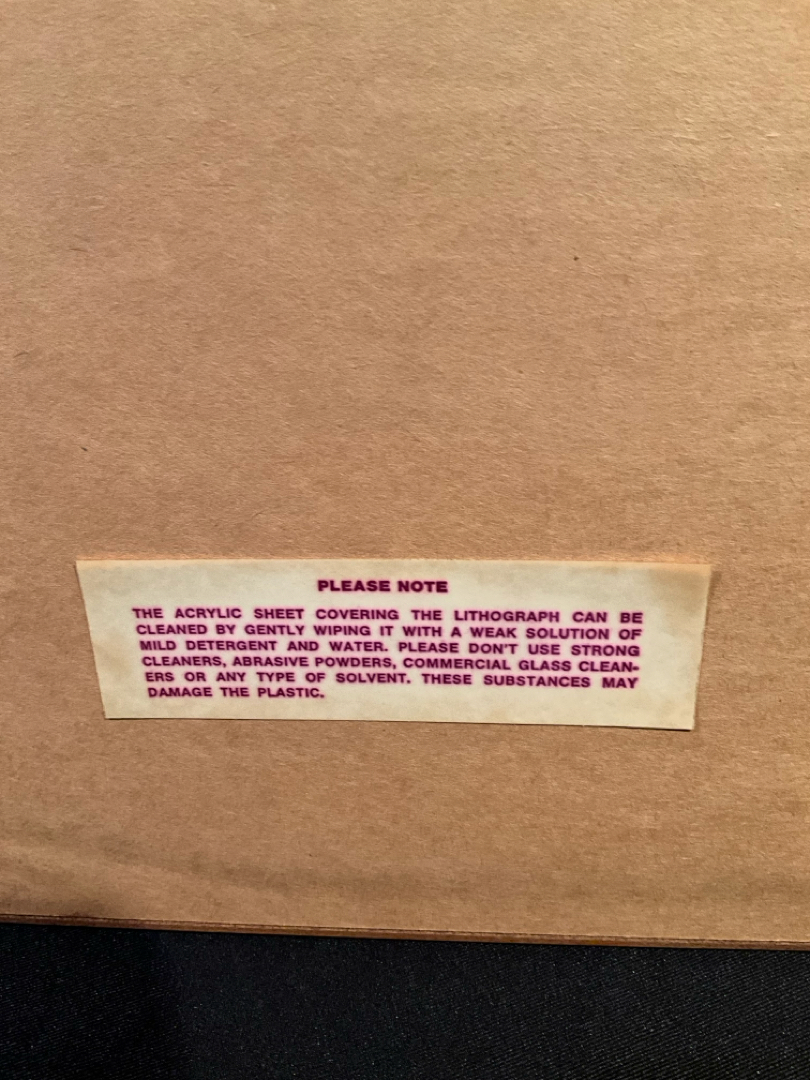 PLEASE NOTE
THE ACRYLIC SHEET COVERING THE LITHOGRAPH CAN BE
CLEANED BY GENTLY WIPING IT WITH A WEAK SOLUTION OF
MILD DETERGENT AND WATER. PLEASE DON'T USE STRONG
CLEANERS, ABRASIVE POWDERS, COMMERCIAL GLASS CLEAN-
ERS OR ANY TYPE OF SOLVENT. THESE SUBSTANCES MAY
DAMAGE THE PLASTIC.